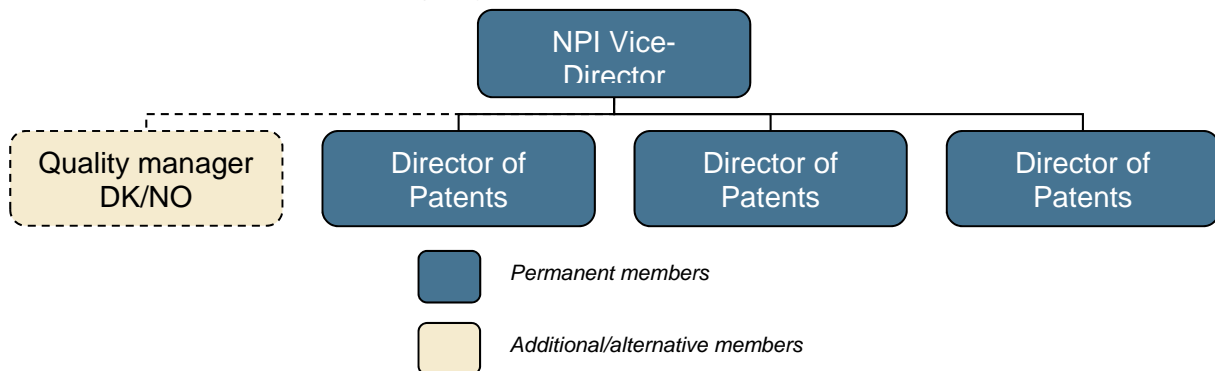 NPI Vice-
Director
Quality manager
DK/NO
Director of
Patents
Director of
Patents
Director of
Patents
Permanent members
Additional/alternative members